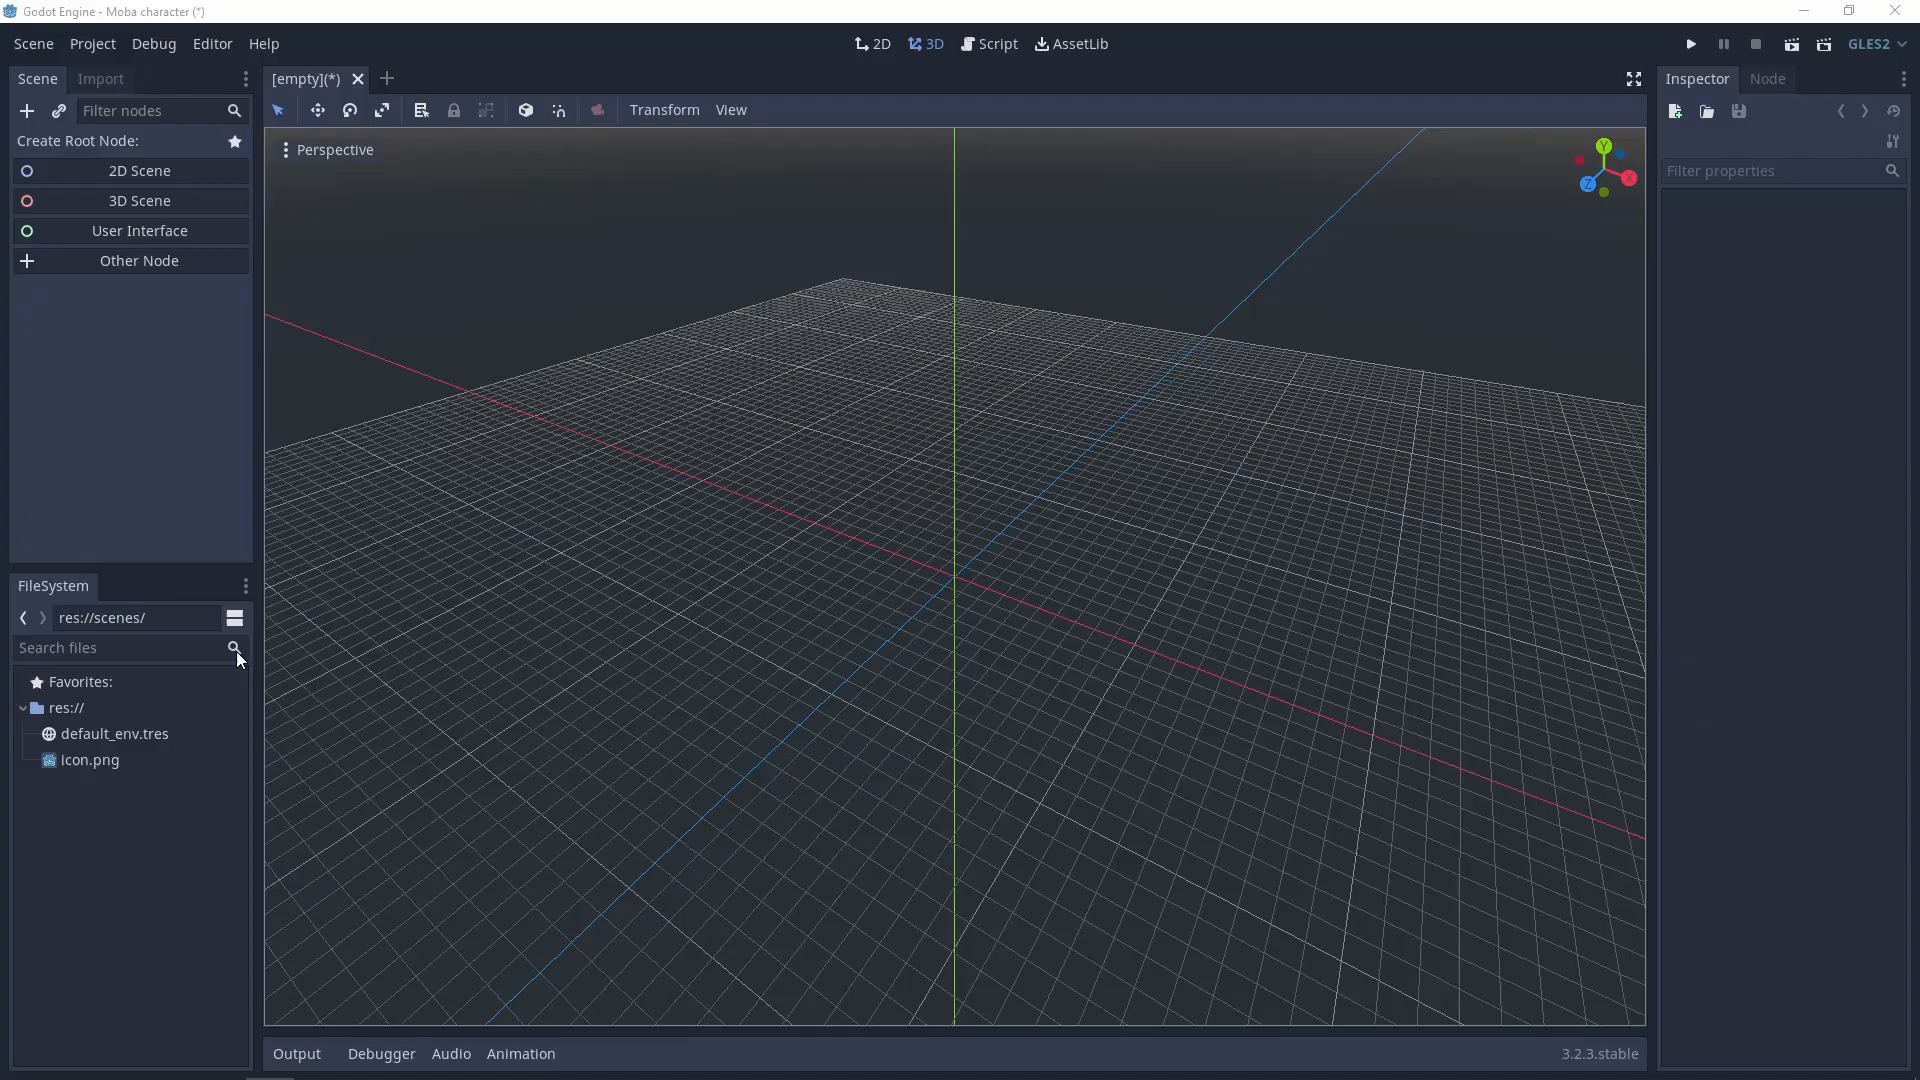 Godot Engine - Moba character (*)
Scene Project Debug Editor Help
2D 3D Script AssetLib
GLES2
Scene Import
[empty](*)
Inspector Node
Filter nodes
Transform View
Create Root Node:
Perspective
Y
X
Z
2D Scene
Filter properties
3D Scene
User Interface
Other Node
FileSystem
res://scenes/
Search files
Favorites:
res://
default_env.tres
icon.png
Output Debugger Audio Animation
3.2.3.stable